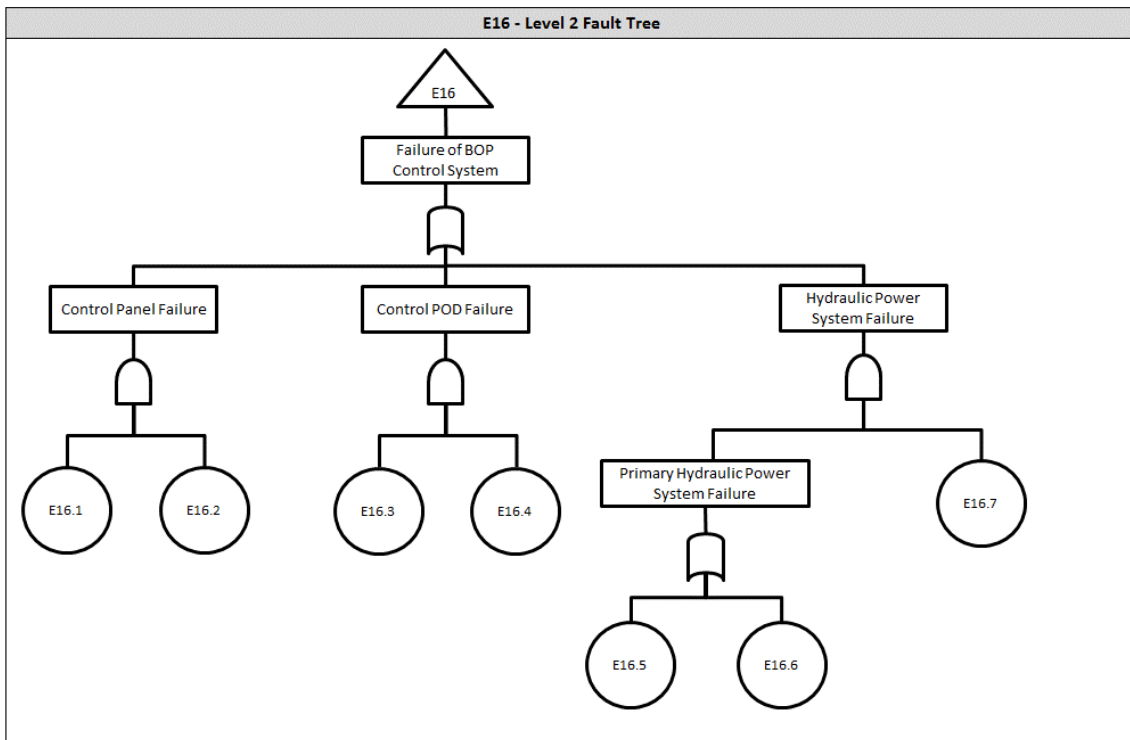 E16 - Level 2 Fault Tree
E16
Failure of BOP
Control System
Control Panel Failure
Control POD Failure
Hydraulic Power
System Failure
Primary Hydraulic Power
System Failure
E16.1
E16.2
E16.3
E16.4
E16.7
E16.5
E16.6